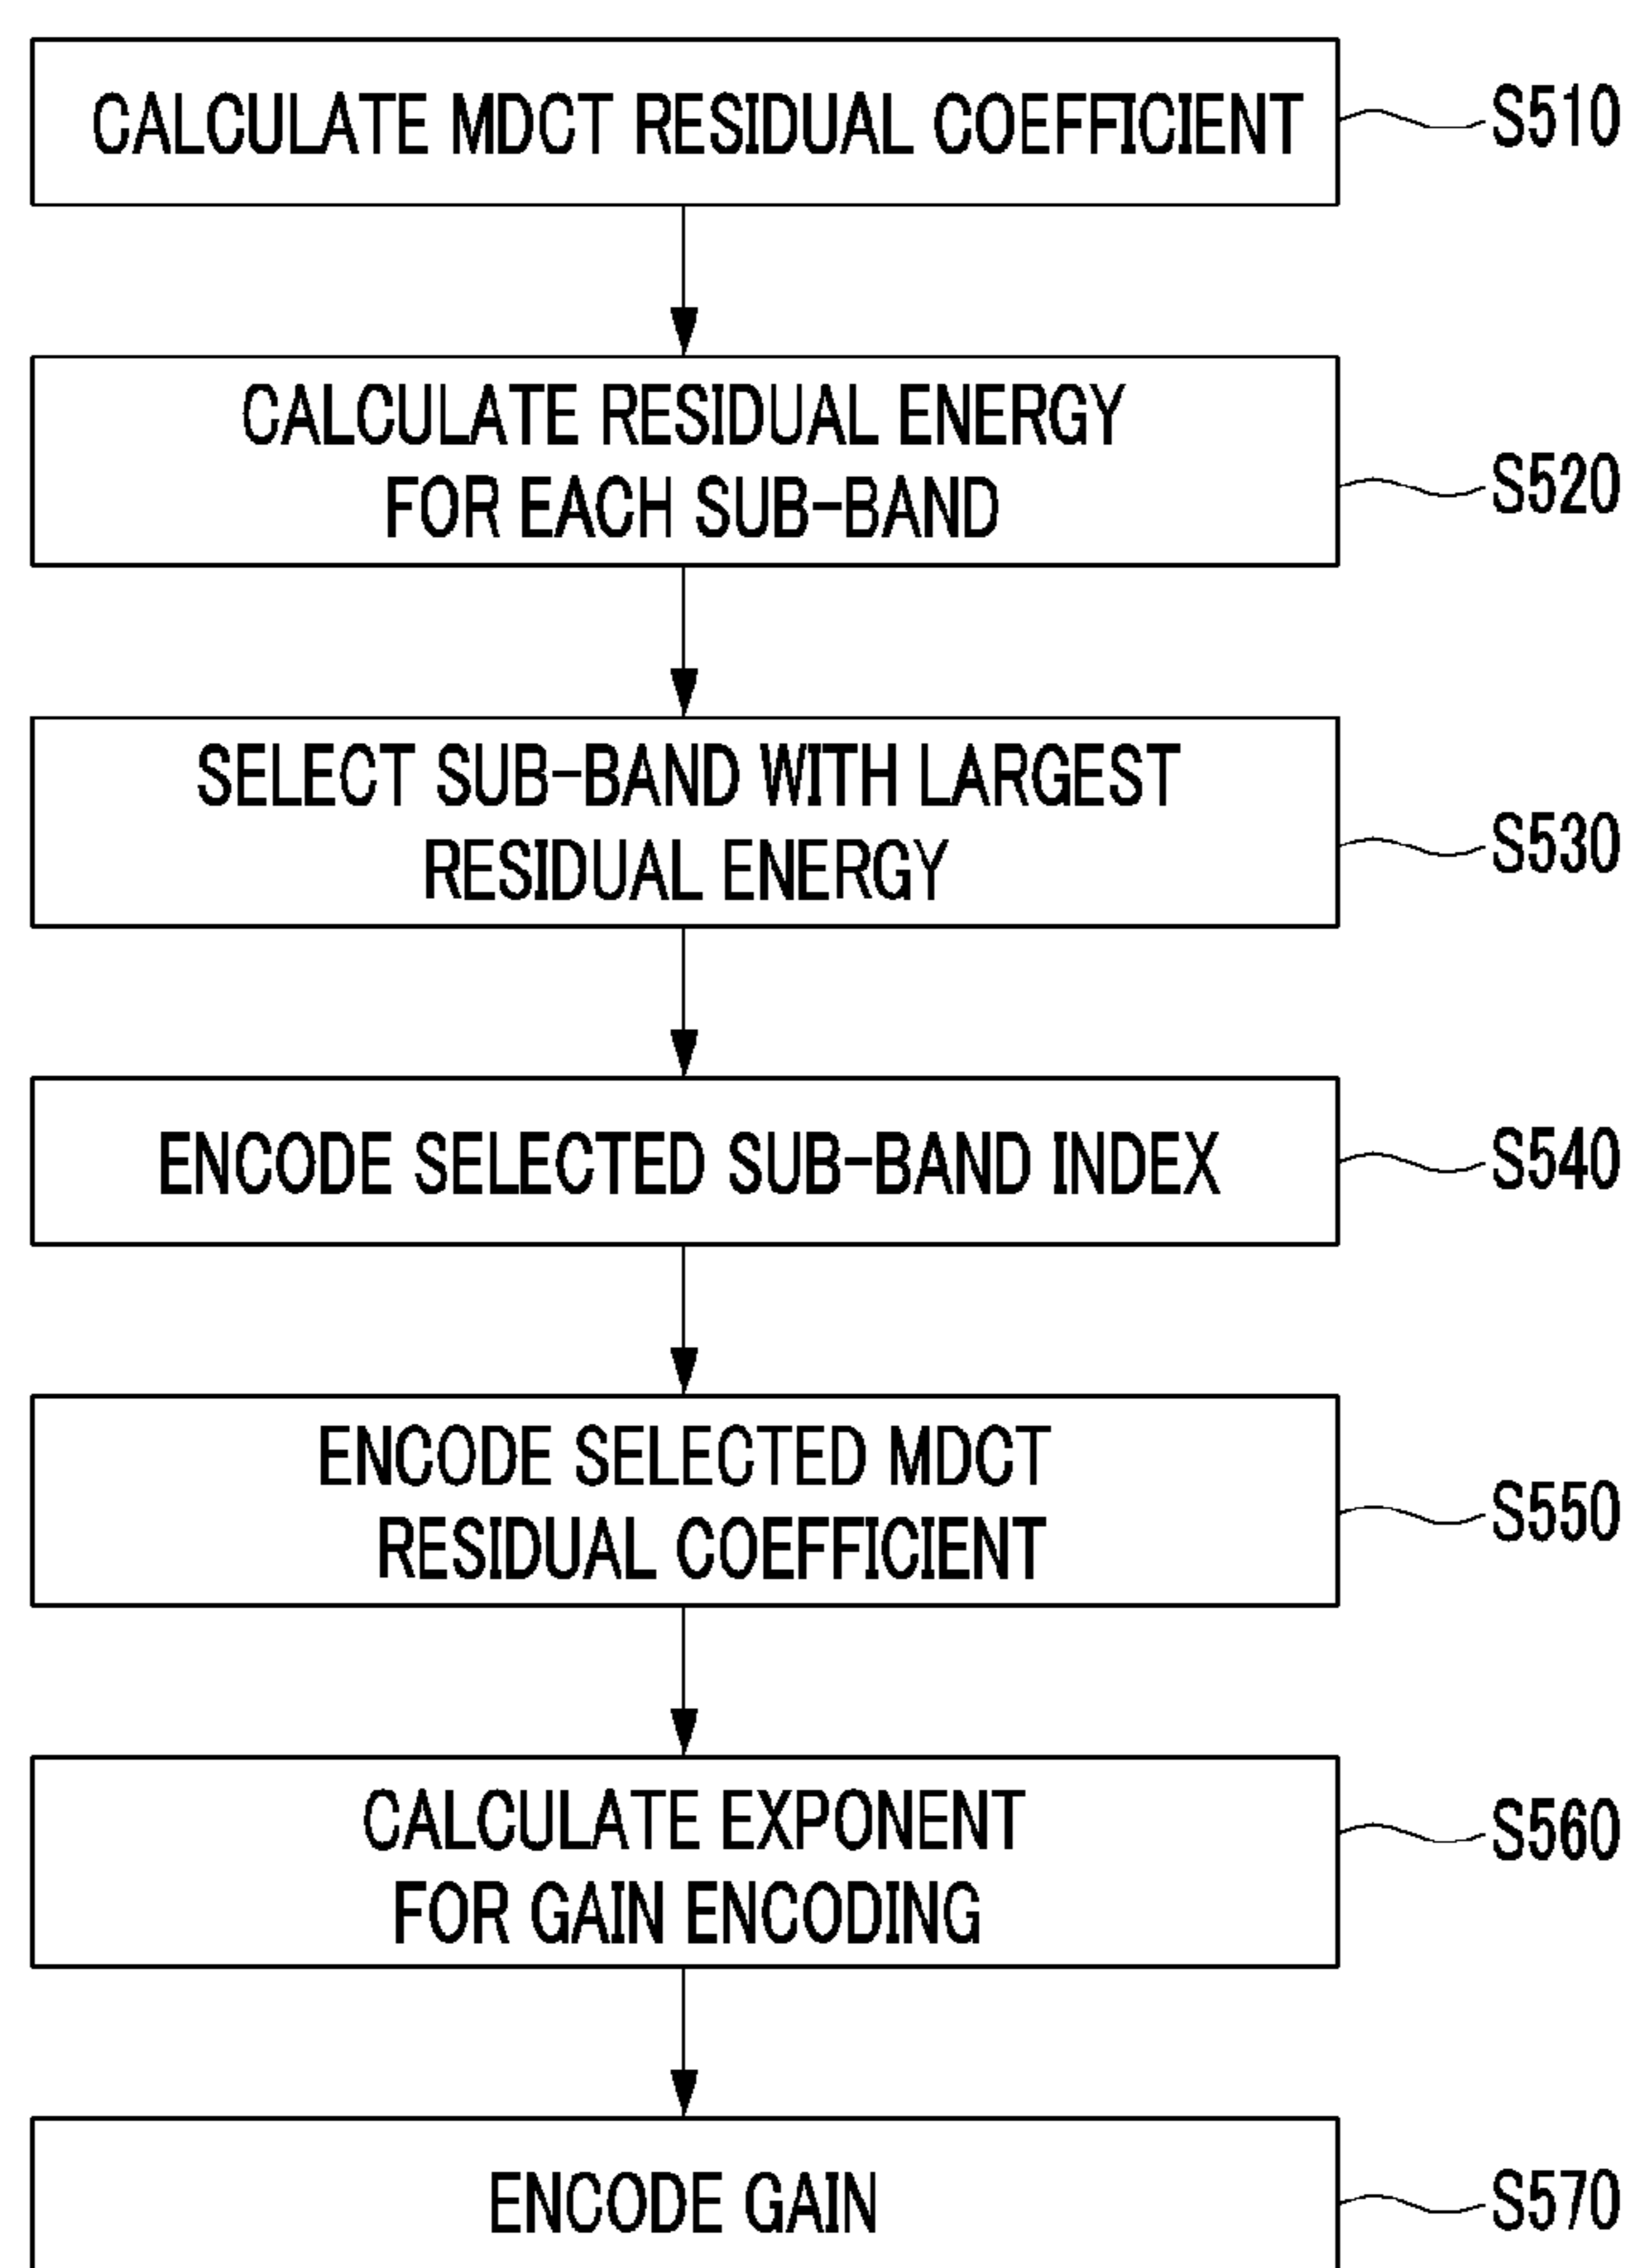 CALCULATE MDCT RESIDUAL COEFFICIENT
S510
CALCULATE RESIDUAL ENERGY
FOR EACH SUB-BAND
S520
SELECT SUB-BAND WITH LARGEST
RESIDUAL ENERGY
S530
ENCODE SELECTED SUB-BAND INDEX
S540
ENCODE SELECTED MDCT
RESIDUAL COEFFICIENT
S550
CALCULATE EXPONENT
FOR GAIN ENCODING
S560
ENCODE GAIN
S570